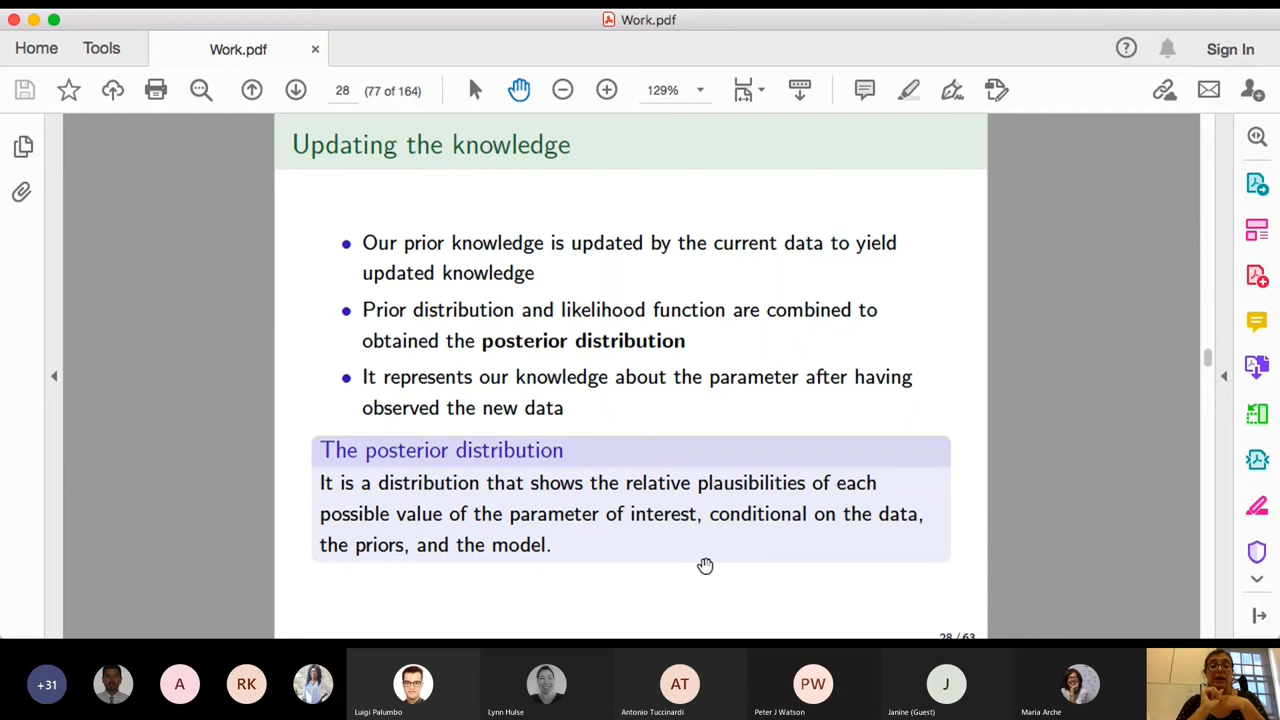 Work.pdf
Home
Tools
Work.pdf
×
?
Sign In
28
(77 of 164)
129%
Updating the knowledge
• Our prior knowledge is updated by the current data to yield
updated knowledge
• Prior distribution and likelihood function are combined to
obtained the posterior distribution
• It represents our knowledge about the parameter after having
observed the new data
The posterior distribution
It is a distribution that shows the relative plausibilities of each
possible value of the parameter of interest, conditional on the data,
the priors, and the model.
28 / 63
+31
A
RK
AT
PW
J
Luigi Palumbo
Lynn Hulse
Antonio Tuccinardi
Peter J Watson
Janine (Guest)
Maria Arche